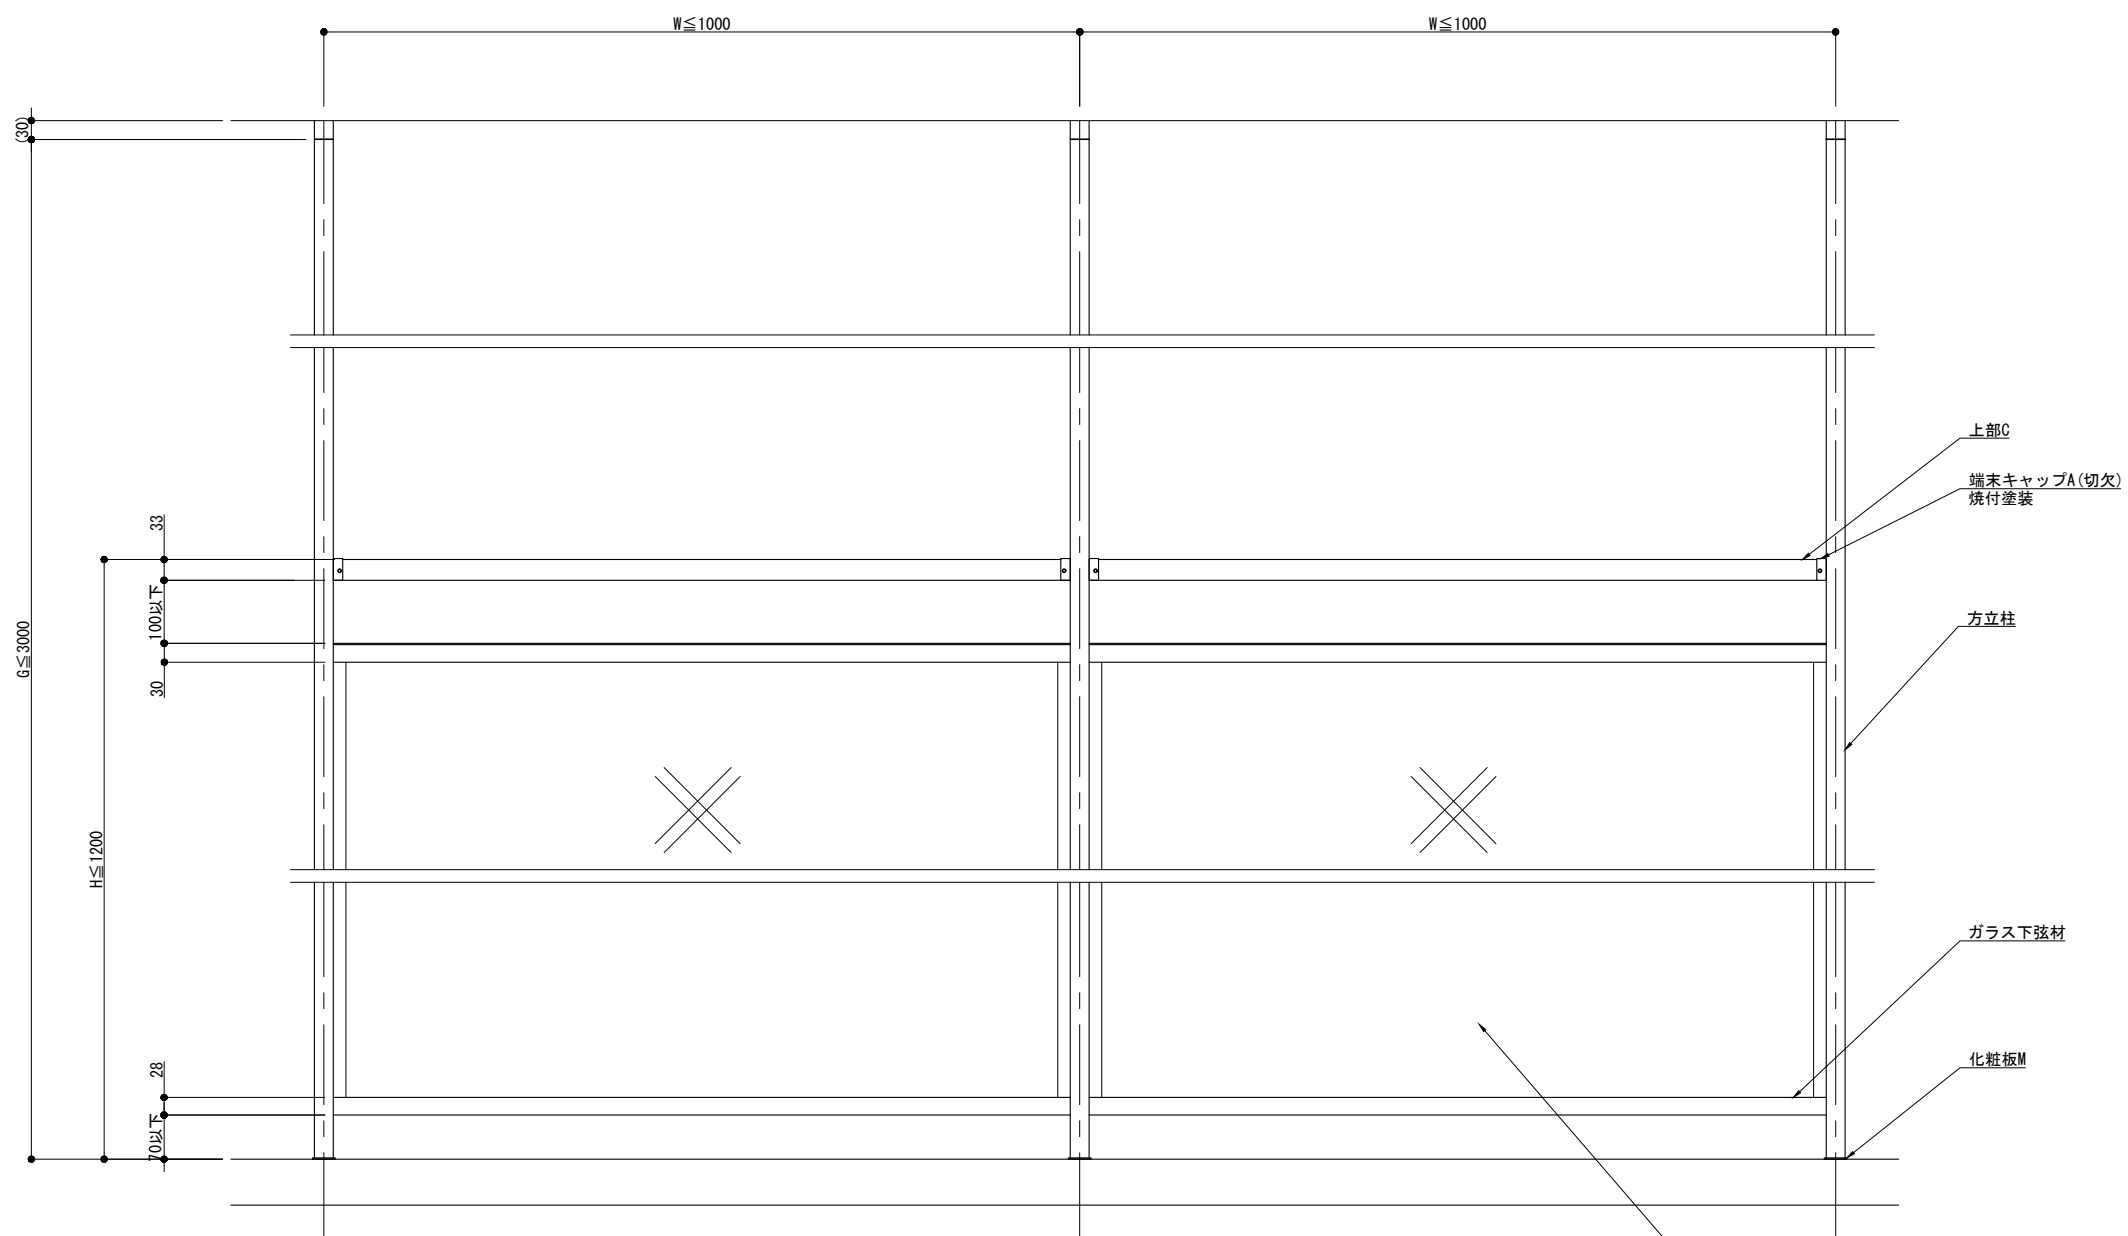 W≦1000
W≦1000
(30)
上部C
端末キャップA(切欠)
焼付塗装
33
100以下
方立柱
G≦3000
30
H≦1200
ガラス下弦材
28
化粧板M
70以下